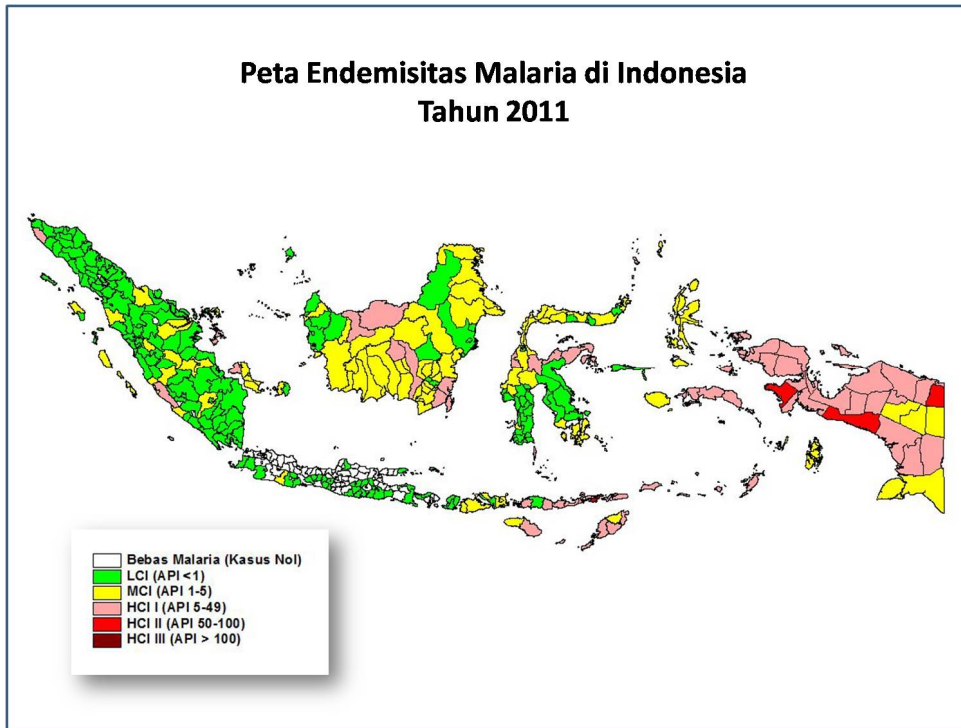 Peta Endemisitas Malaria di Indonesia
Tahun 2011
Bebas Malaria (Kasus Nol)
LCI (API <1)
MCI (API 1-5)
HCI I (API 5-49)
HCI II (API 50-100)
HCI III (API > 100)